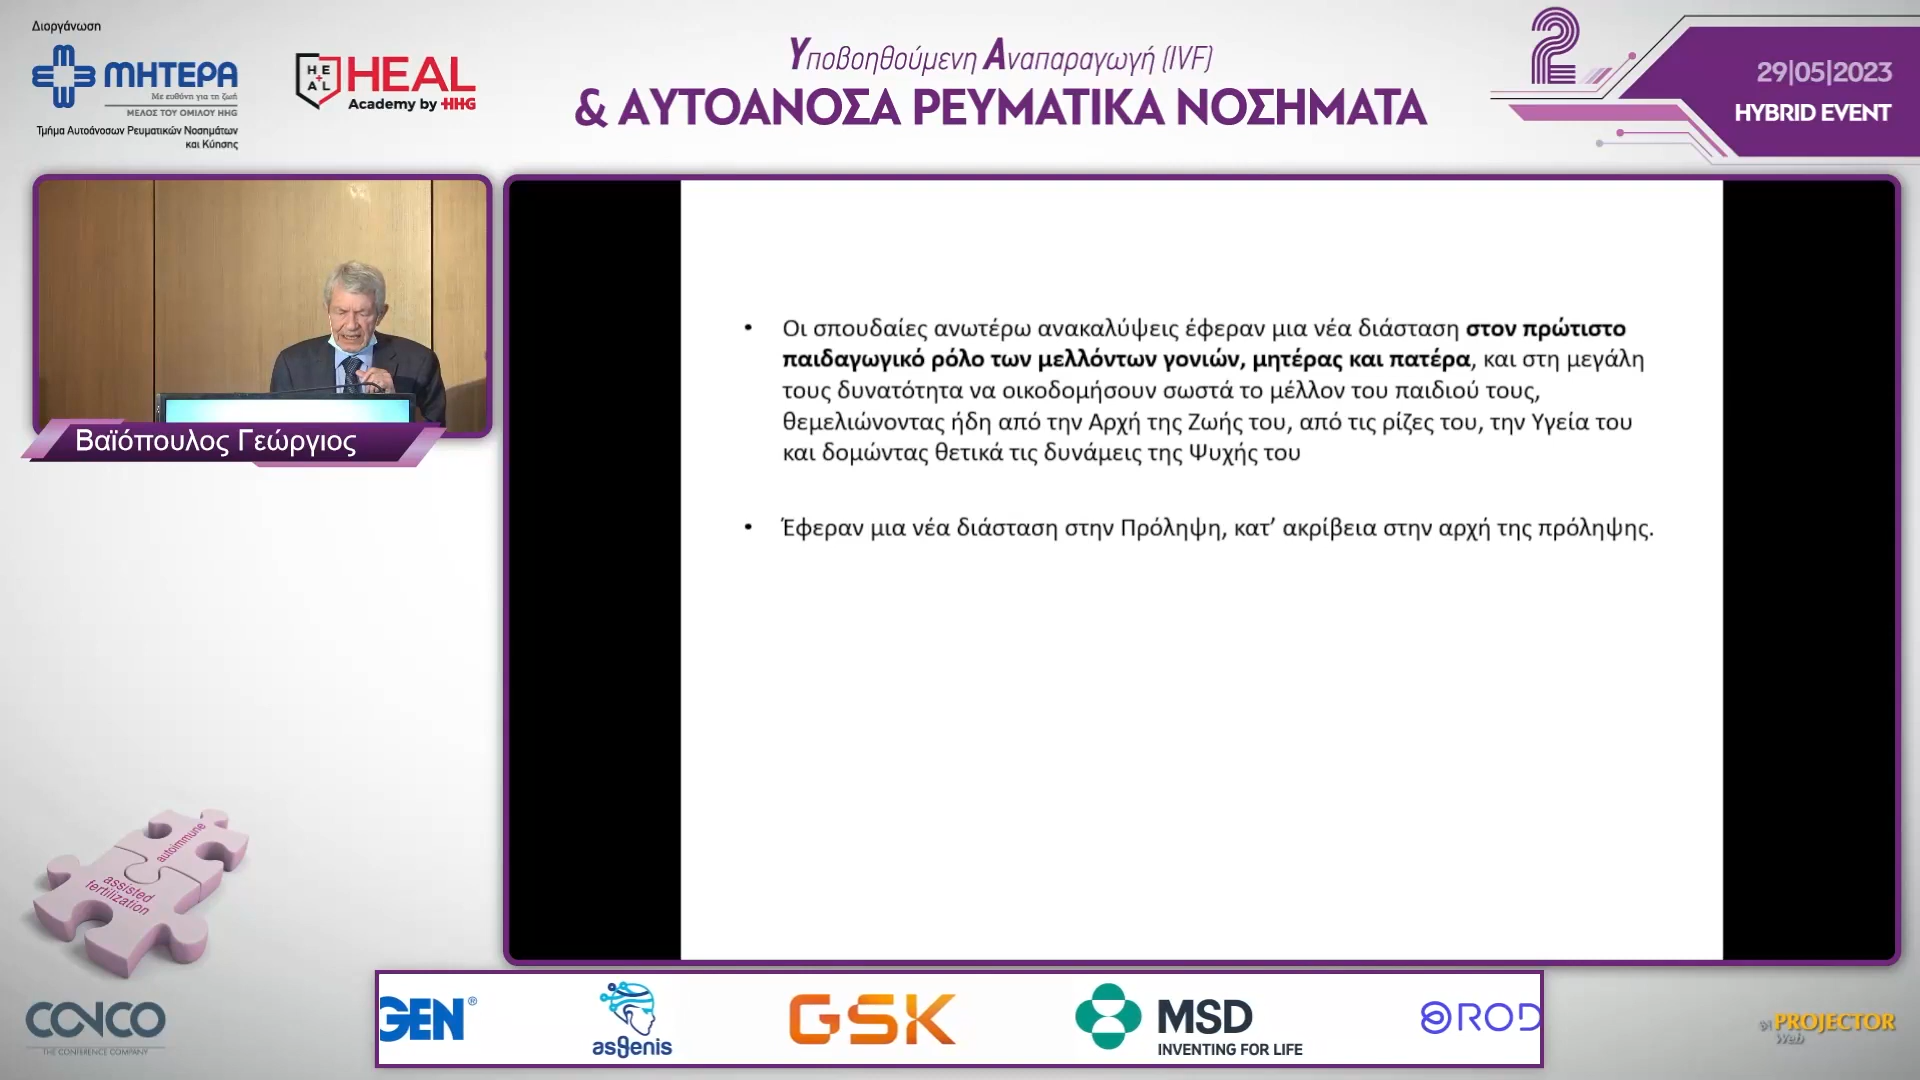 Διοργάνωση
ΜΗΤΕΡΑ
Με ευθύνη για τη ζωή
ΜΕΛΟΣ ΤΟΥ ΟΜΙΛΟΥ HHG
Τμήμα Αυτοάνοσων Ρευματικών Νοσημάτων
και Κύησης
HE
AL
HEAL
Academy by HHG
Υποβοηθούμενη Αναπαραγωγή (IVF)
& ΑΥΤΟΑΝΟΣΑ ΡΕΥΜΑΤΙΚΑ ΝΟΣΗΜΑΤΑ
2
29|05|2023
HYBRID EVENT
Βαϊόπουλος Γεώργιος
• Οι σπουδαίες ανωτέρω ανακαλύψεις έφεραν μια νέα διάσταση στον πρώτιστο
παιδαγωγικό ρόλο των μελλόντων γονιών, μητέρας και πατέρα, και στη μεγάλη
τους δυνατότητα να οικοδομήσουν σωστά το μέλλον του παιδιού τους,
θεμελιώνοντας ήδη από την Αρχή της Ζωής του, από τις ρίζες του, την Υγεία του
και δομώντας θετικά τις δυνάμεις της Ψυχής του
• Έφεραν μια νέα διάσταση στην Πρόληψη, κατ’ ακρίβεια στην αρχή της πρόληψης.
autoimmune
assisted
fertilization
CONCO
THE CONFERENCE COMPANY
GEN®
asgenis
GSK
MSD
INVENTING FOR LIFE
ROD
PROJECTOR
Web